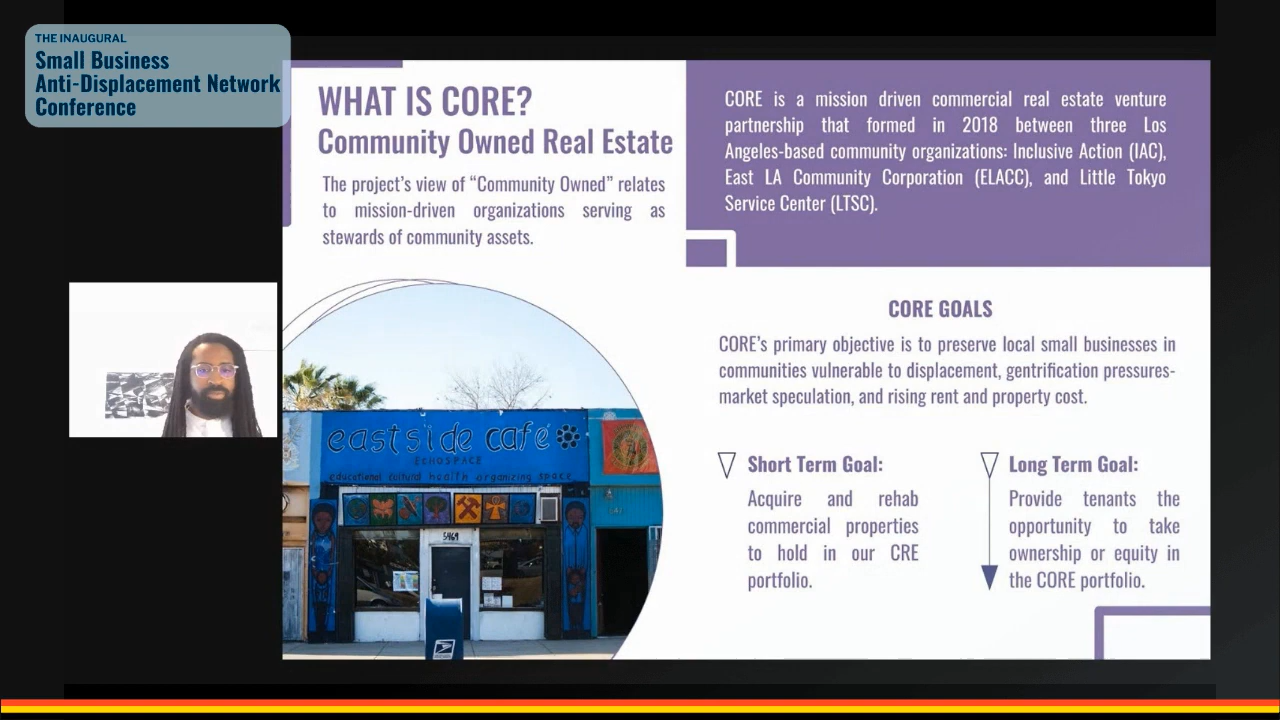 THE INAUGURAL
Small Business
Anti-Displacement Network
Conference
WHAT IS CORE?
Community Owned Real Estate
The project's view of “Community Owned” relates
to mission-driven organizations serving as
stewards of community assets.
CORE is a mission driven commercial real estate venture
partnership that formed in 2018 between three Los
Angeles-based community organizations: Inclusive Action (IAC),
East LA Community Corporation (ELACC), and Little Tokyo
Service Center (LTSC).
CORE GOALS
CORE's primary objective is to preserve local small businesses in
communities vulnerable to displacement, gentrification pressures-
market speculation, and rising rent and property cost.
Short Term Goal:
Acquire and rehab
commercial properties
to hold in our CRE
portfolio.
Long Term Goal:
Provide tenants the
opportunity to take
ownership or equity in
the CORE portfolio.
eastside café
ECHOSPACE
educational cultural health organizing space
5469